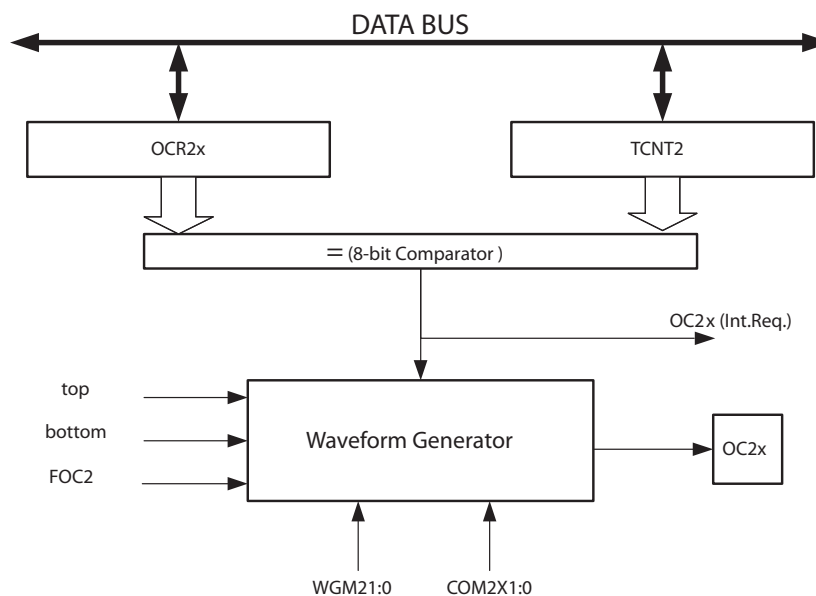 DATA BUS
OCR2x
TCNT2
= (8-bit Comparator )
OC2x (Int.Req.)
top
bottom
FOC2
Waveform Generator
OC2x
WGM21:0
COM2X1:0